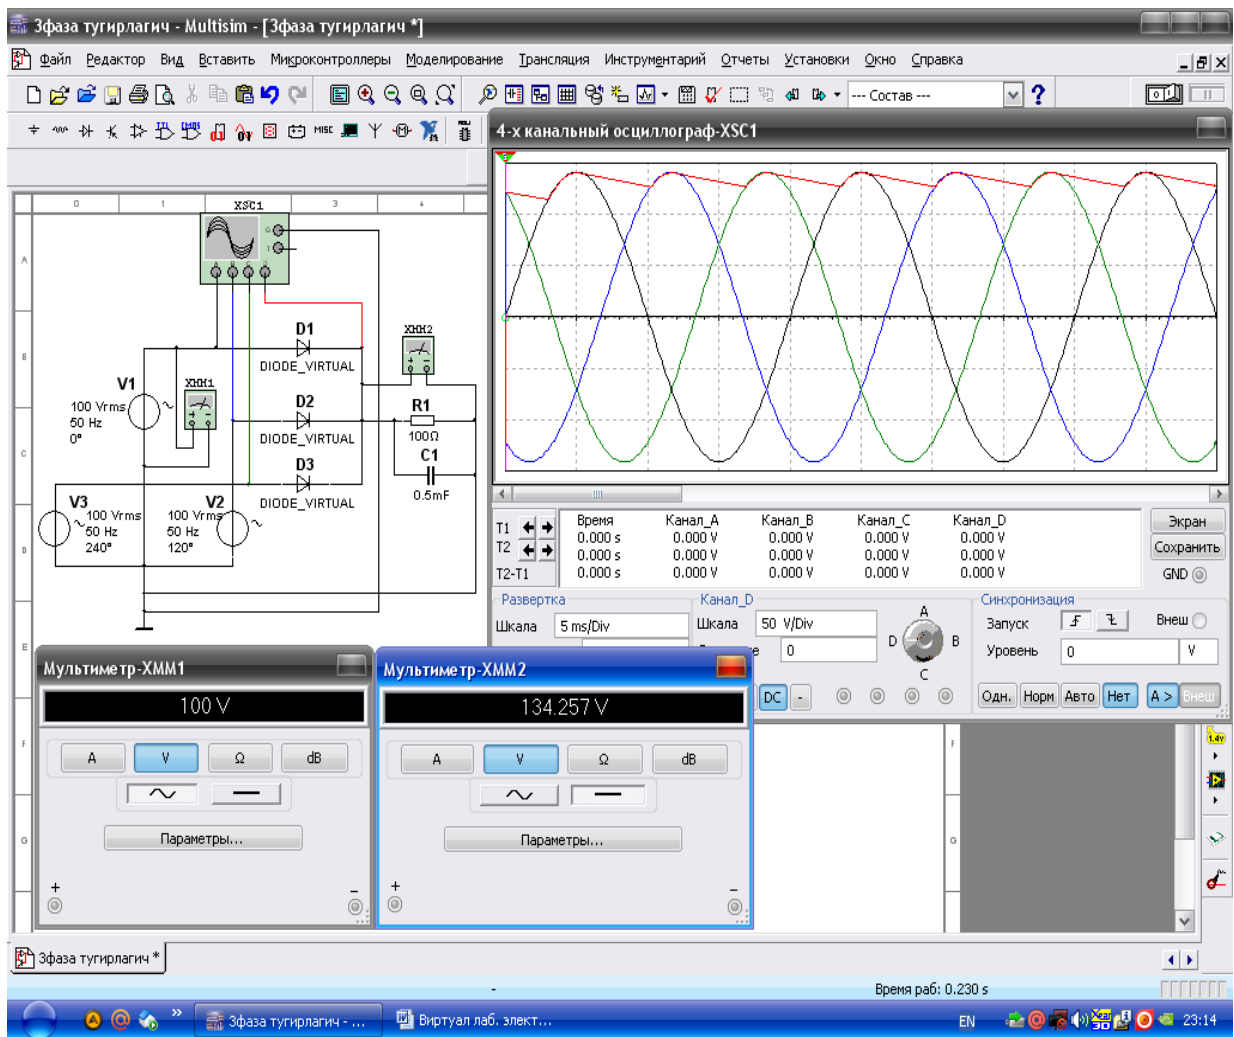 3фаза тугирлагич - Multisim - [3фаза тугирлагич *]
Файл Редактор Вид Вставить Микроконтроллеры Моделирование Трансляция Инструментарий Отчеты Установки Окно Справка
--- Состав ---
MISC
4-х канальный осциллограф-XSC1
0 1 3 4
XSC1
G
T
A B C D
A
B
C
D
E
F
G
D1
DIODE_VIRTUAL
XMM2
V1
100 Vrms
50 Hz
0°
XMM1
D2
DIODE_VIRTUAL
R1
100Ω
C1
0.5mF
D3
DIODE_VIRTUAL
V3
100 Vrms
50 Hz
240°
V2
100 Vrms
50 Hz
120°
Время Канал_A Канал_B Канал_C Канал_D
T1 0.000 s 0.000 V 0.000 V 0.000 V 0.000 V
T2 0.000 s 0.000 V 0.000 V 0.000 V 0.000 V
T2-T1 0.000 s 0.000 V 0.000 V 0.000 V 0.000 V
Экран
Сохранить
GND
Развертка
Шкала 5 ms/Div
Канал_D
Шкала 50 V/Div
0
DC -
A
B
C
D
Синхронизация
Запуск
Внеш
Уровень 0 V
Одн. Норм Авто Нет A > Внеш
Мультиметр-XMM1
100 V
A V Ω dB
Параметры...
+ -
Мультиметр-XMM2
134.257 V
A V Ω dB
Параметры...
+ -
F
G
1.4v
3фаза тугирлагич *
-
Время раб: 0.230 s
3фаза тугирлагич - ...
Виртуал лаб. элект...
EN
23:14